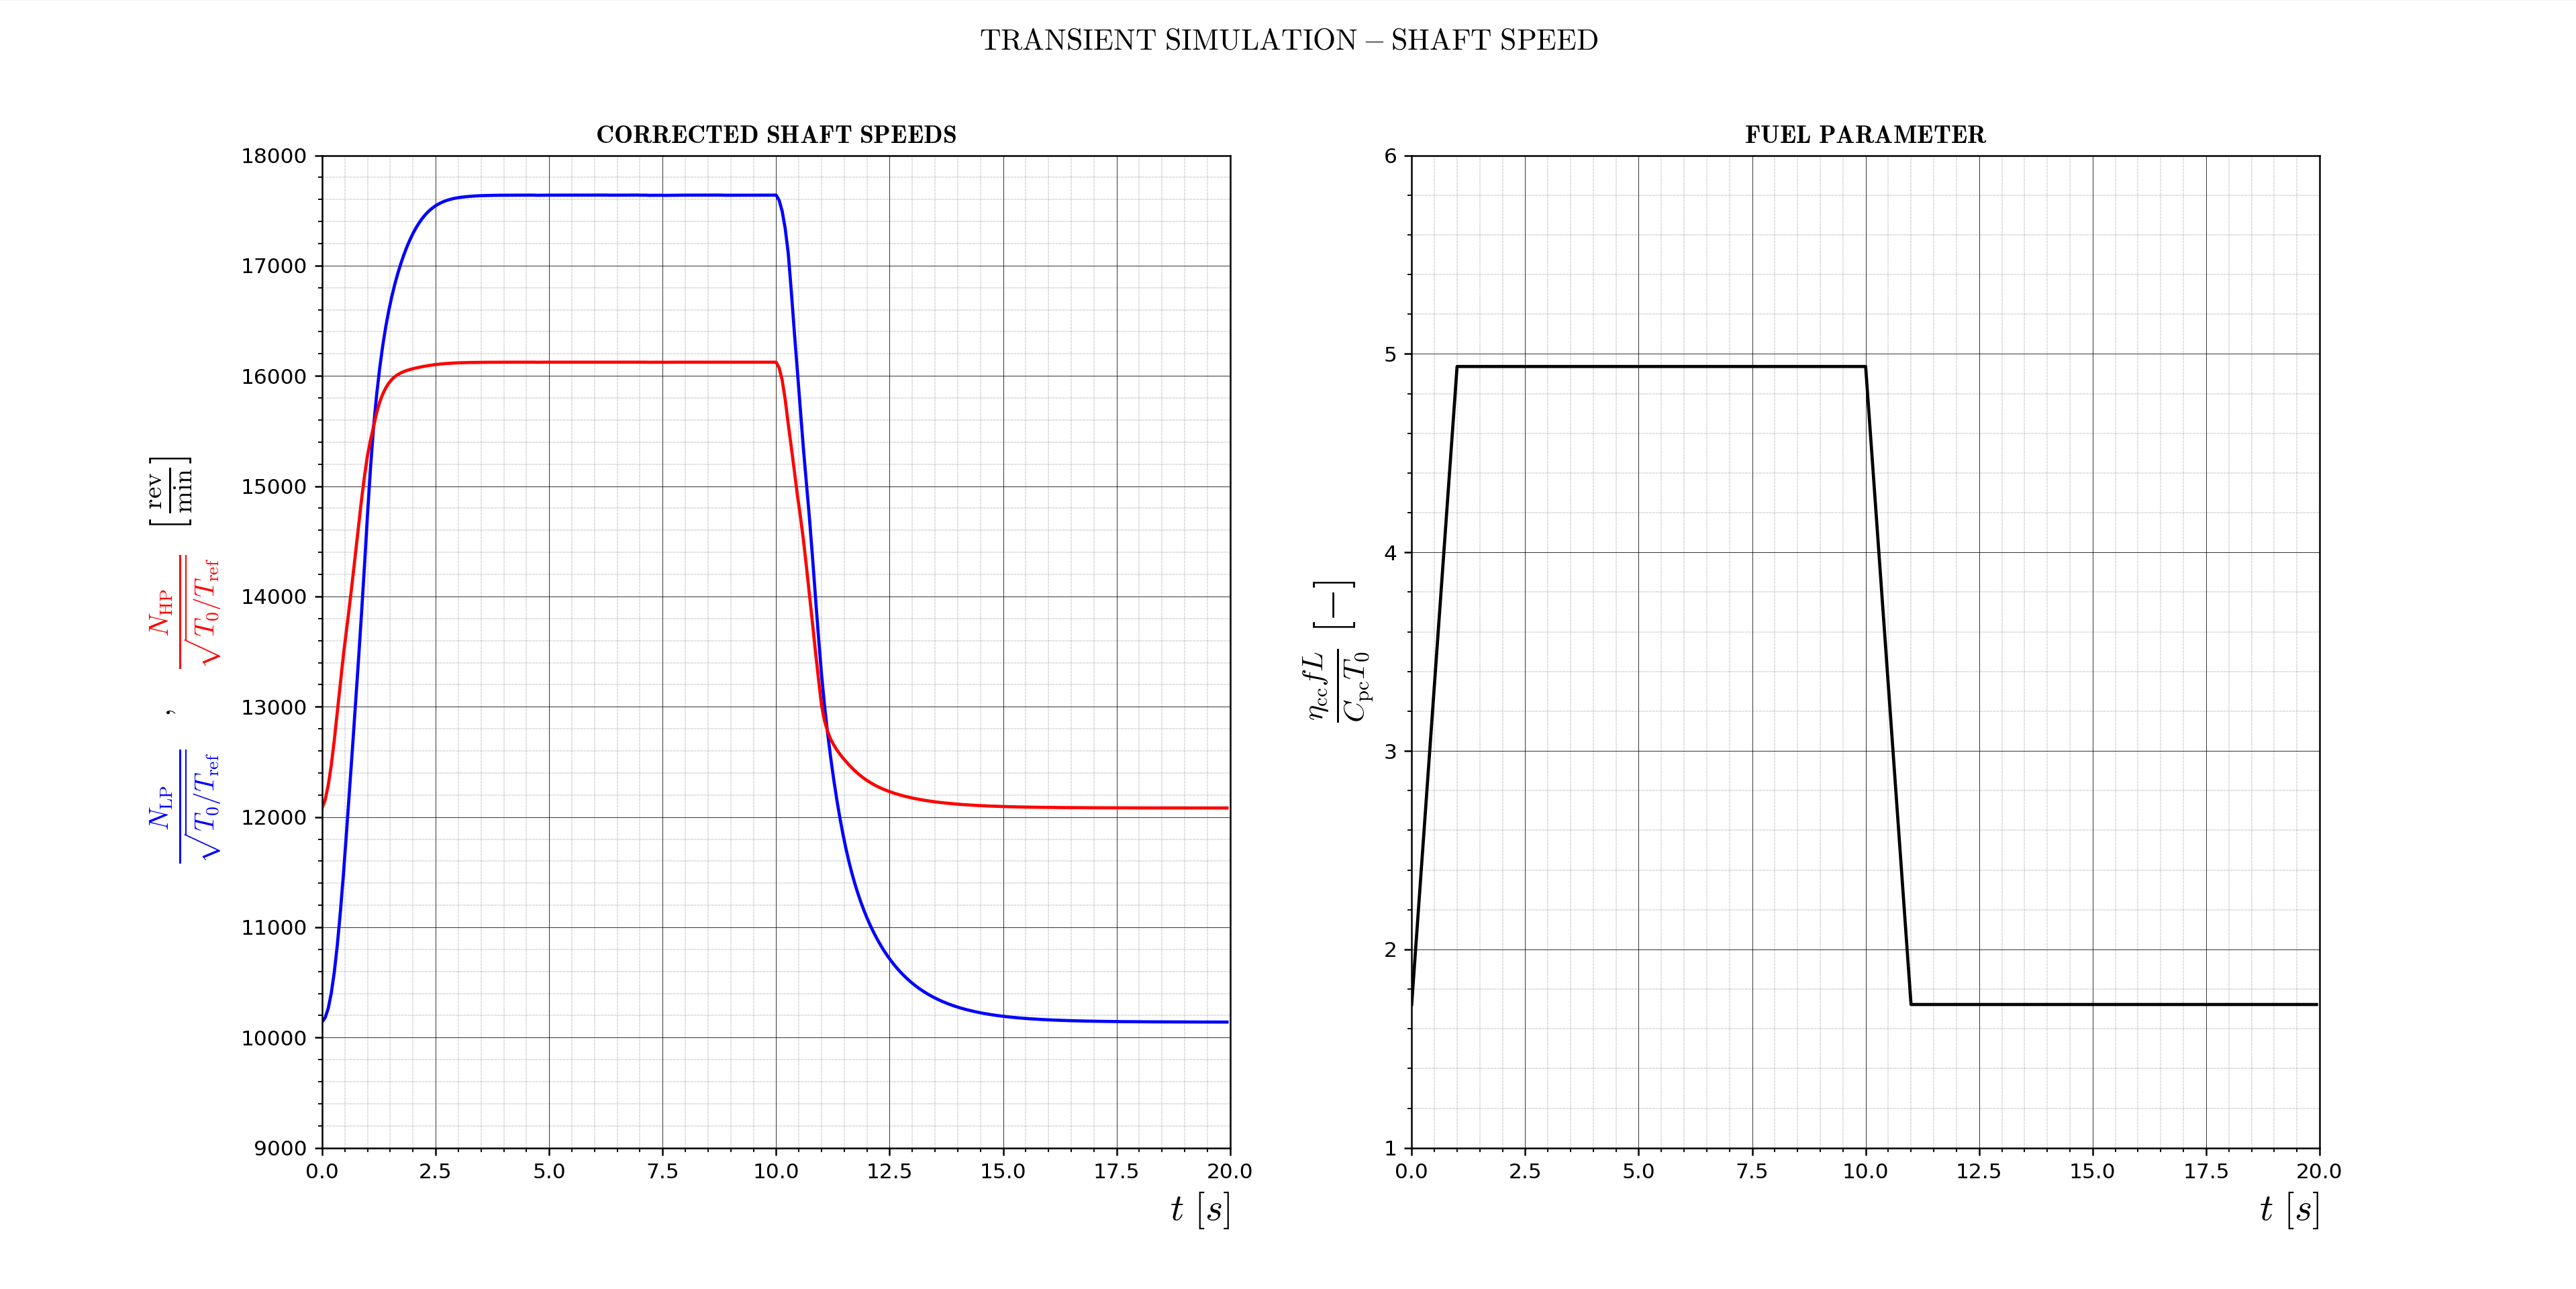 TRANSIENT SIMULATION – SHAFT SPEED
CORRECTED SHAFT SPEEDS
18000
17000
16000
15000
14000
13000
12000
11000
10000
9000
0.0 2.5 5.0 7.5 10.0 12.5 15.0 17.5 20.0
t [s]
N_LP / √(T_0/T_ref) , N_HP / √(T_0/T_ref) [rev/min]
FUEL PARAMETER
6
5
4
3
2
1
0.0 2.5 5.0 7.5 10.0 12.5 15.0 17.5 20.0
t [s]
η_cc f L / C_pc T_0 [−]